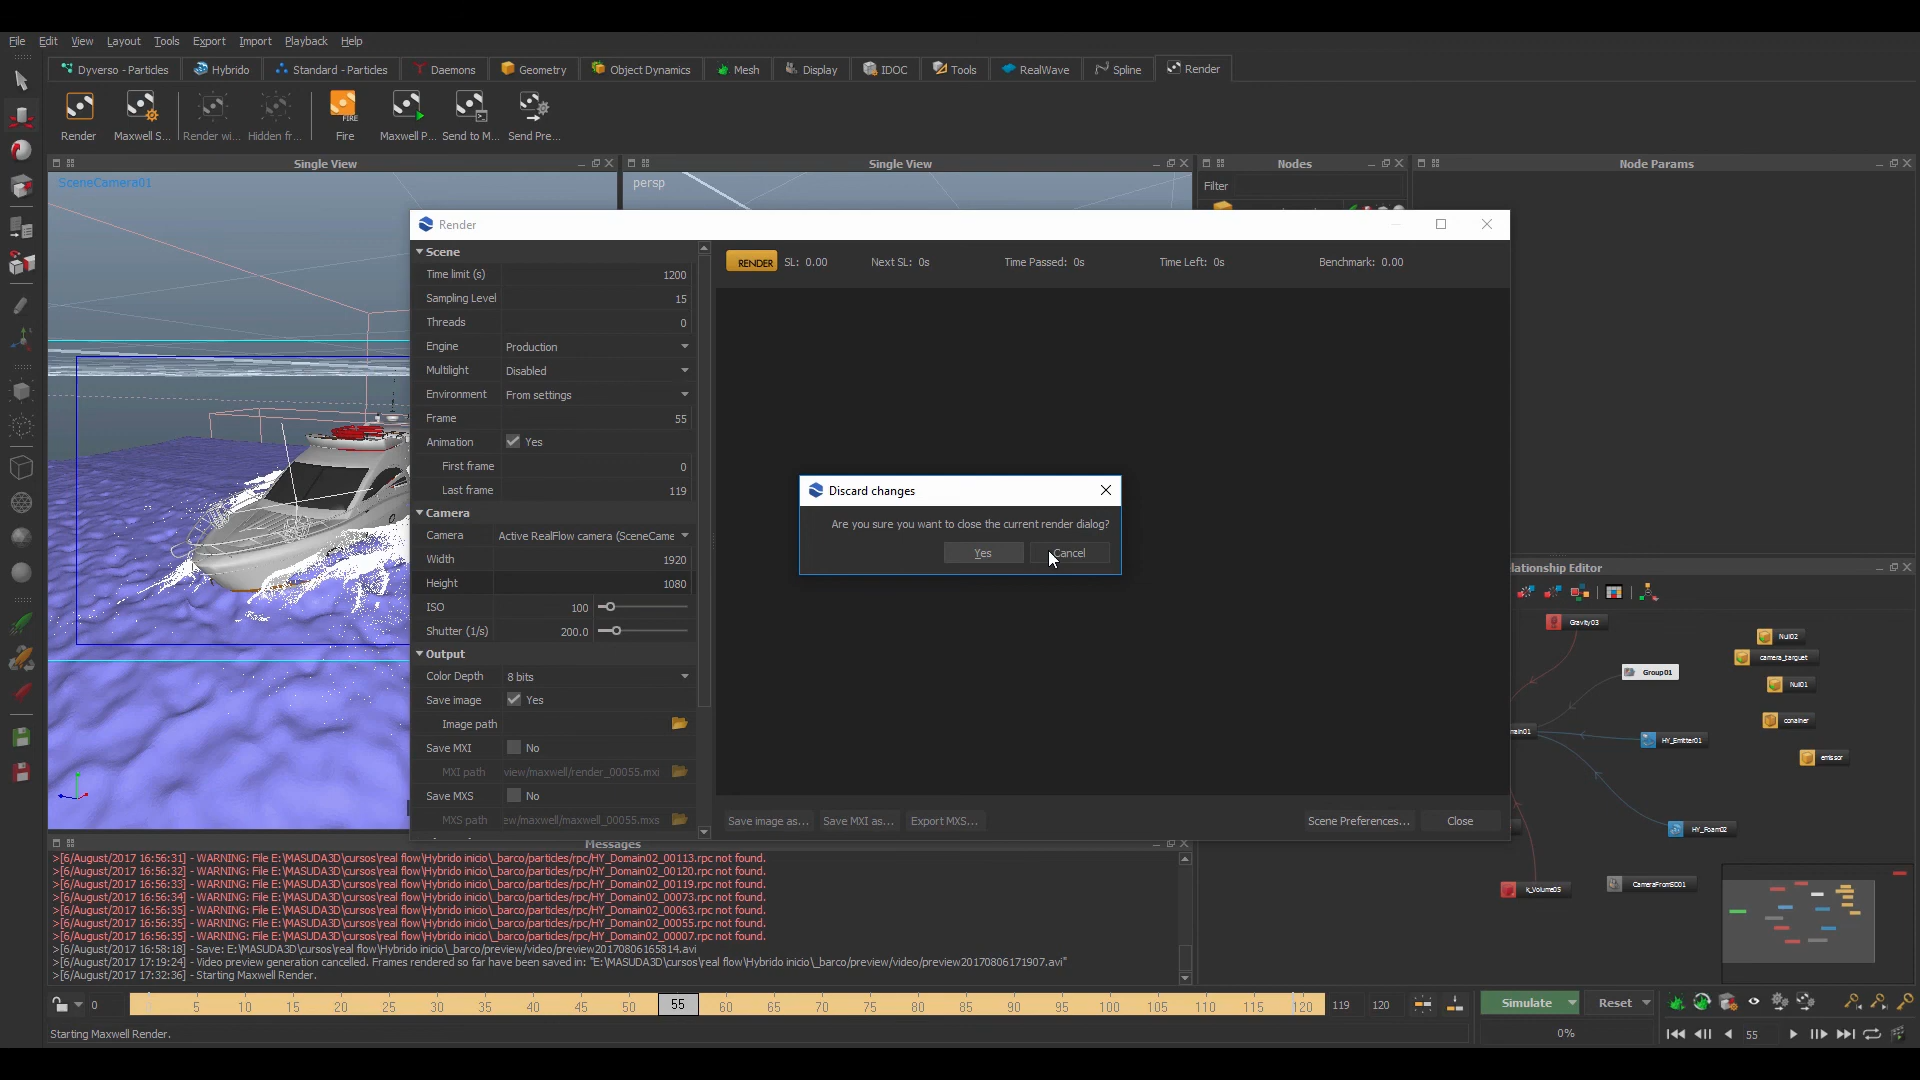 File Edit View Layout Tools Export Import Playback Help
Dyverso - Particles Hybrido Standard - Particles Daemons Geometry Object Dynamics Mesh Display IDOC Tools RealWave Spline Render
Render Maxwell S... Render wi... Hidden fr... FIRE Fire Maxwell P... Send to M... Send Pre...
Single View Single View Nodes Node Params
SceneCamera01 persp Filter
Render
Scene
RENDER SL: 0.00 Next SL: 0s Time Passed: 0s Time Left: 0s Benchmark: 0.00
Time limit (s) 1200
Sampling Level 15
Threads 0
Engine Production
Multilight Disabled
Environment From settings
Frame 55
Animation Yes
First frame 0
Last frame 119
Camera
Camera Active RealFlow camera (SceneCame
Width 1920
Height 1080
ISO 100
Shutter (1/s) 200.0
Output
Color Depth 8 bits
Save image Yes
Image path
Save MXI No
MXI path view/maxwell/render_00055.mxi
Save MXS No
MXS path ew/maxwell/maxwell_00055.mxs
Discard changes
Are you sure you want to close the current render dialog?
Yes Cancel
Save image as... Save MXI as... Export MXS... Scene Preferences... Close
lationship Editor
Gravity03
Null02
camera_targuet
Group01
Null01
container
main01
HY_Emitter01
emissor
HY_Foam02
k_Volume05
CameraFromSD01
Messages
>[6/August/2017 16:56:31] - WARNING: File E:\MASUDA3D\cursos\real flow\Hybrido inicio\_barco/particles/rpc/HY_Domain02_00113.rpc not found.
>[6/August/2017 16:56:32] - WARNING: File E:\MASUDA3D\cursos\real flow\Hybrido inicio\_barco/particles/rpc/HY_Domain02_00120.rpc not found.
>[6/August/2017 16:56:33] - WARNING: File E:\MASUDA3D\cursos\real flow\Hybrido inicio\_barco/particles/rpc/HY_Domain02_00119.rpc not found.
>[6/August/2017 16:56:34] - WARNING: File E:\MASUDA3D\cursos\real flow\Hybrido inicio\_barco/particles/rpc/HY_Domain02_00073.rpc not found.
>[6/August/2017 16:56:35] - WARNING: File E:\MASUDA3D\cursos\real flow\Hybrido inicio\_barco/particles/rpc/HY_Domain02_00063.rpc not found.
>[6/August/2017 16:56:35] - WARNING: File E:\MASUDA3D\cursos\real flow\Hybrido inicio\_barco/particles/rpc/HY_Domain02_00055.rpc not found.
>[6/August/2017 16:56:35] - WARNING: File E:\MASUDA3D\cursos\real flow\Hybrido inicio\_barco/particles/rpc/HY_Domain02_00007.rpc not found.
>[6/August/2017 16:58:18] - Save: E:\MASUDA3D\cursos\real flow\Hybrido inicio\_barco/preview/video/preview20170806165814.avi
>[6/August/2017 17:19:24] - Video preview generation cancelled. Frames rendered so far have been saved in: "E:\MASUDA3D\cursos\real flow\Hybrido inicio\_barco/preview/video/preview20170806171907.avi"
>[6/August/2017 17:32:36] - Starting Maxwell Render.
0 5 10 15 20 25 30 35 40 45 50 55 60 65 70 75 80 85 90 95 100 105 110 115 120 119 120 Simulate Reset
Starting Maxwell Render. 0% 55